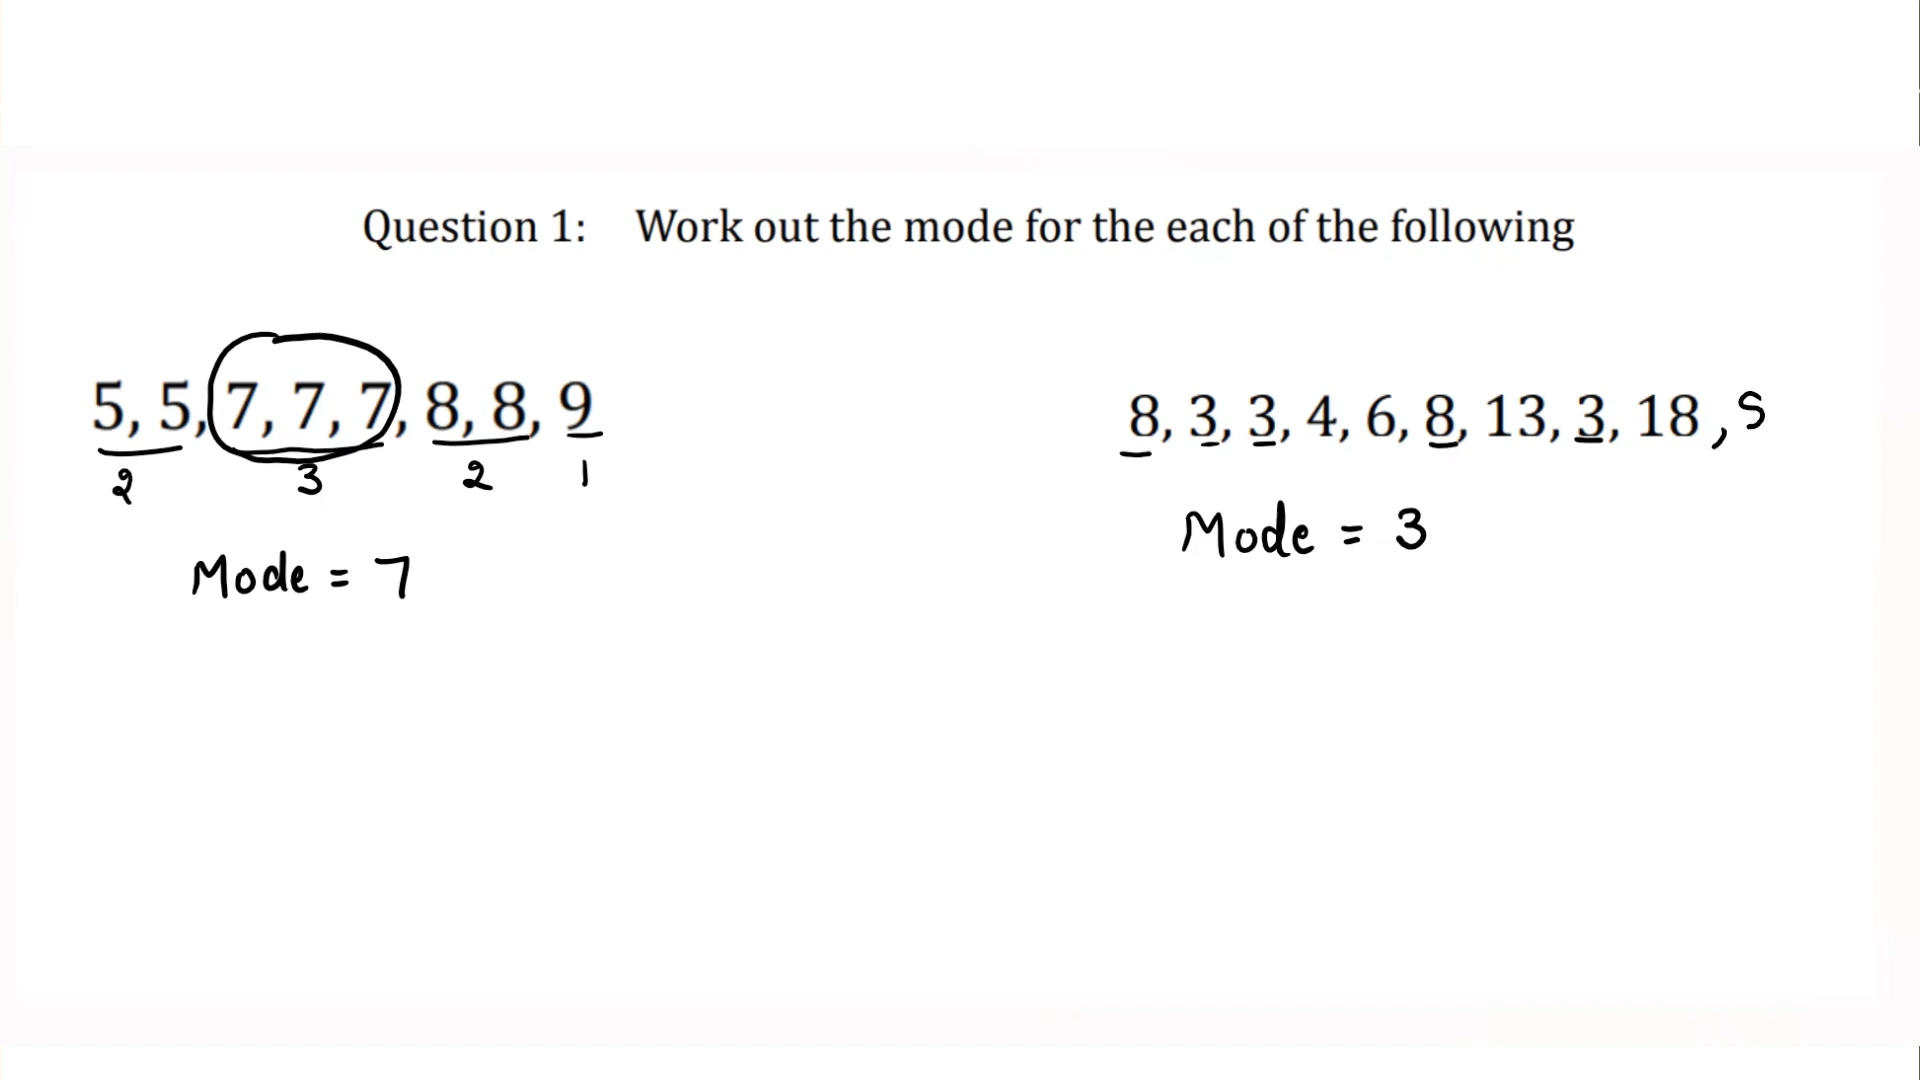 Question 1: Work out the mode for the each of the following
5, 5, 7, 7, 7, 8, 8, 9
2 3 2 1
Mode = 7
8, 3, 3, 4, 6, 8, 13, 3, 18, 5
Mode = 3